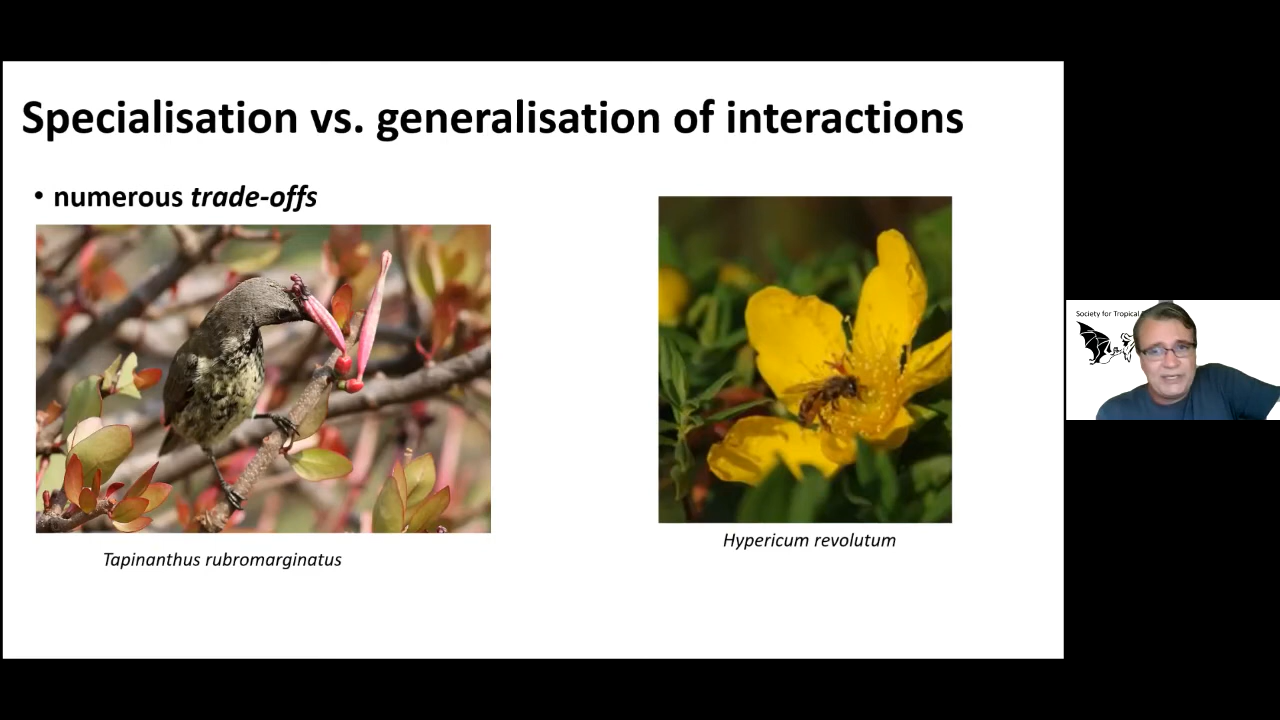 Specialisation vs. generalisation of interactions
• numerous trade-offs
Tapinanthus rubromarginatus
Hypericum revolutum
Society for Tropical